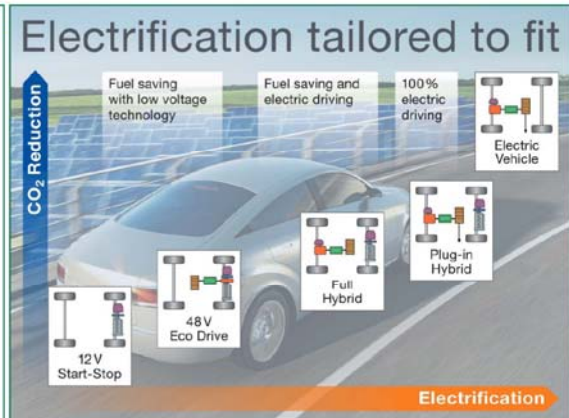 Electrification tailored to fit
CO2 Reduction
Fuel saving
with low voltage
technology
Fuel saving and
electric driving
100%
electric
driving
Electric
Vehicle
Plug-in
Hybrid
Full
Hybrid
48 V
Eco Drive
12 V
Start-Stop
Electrification